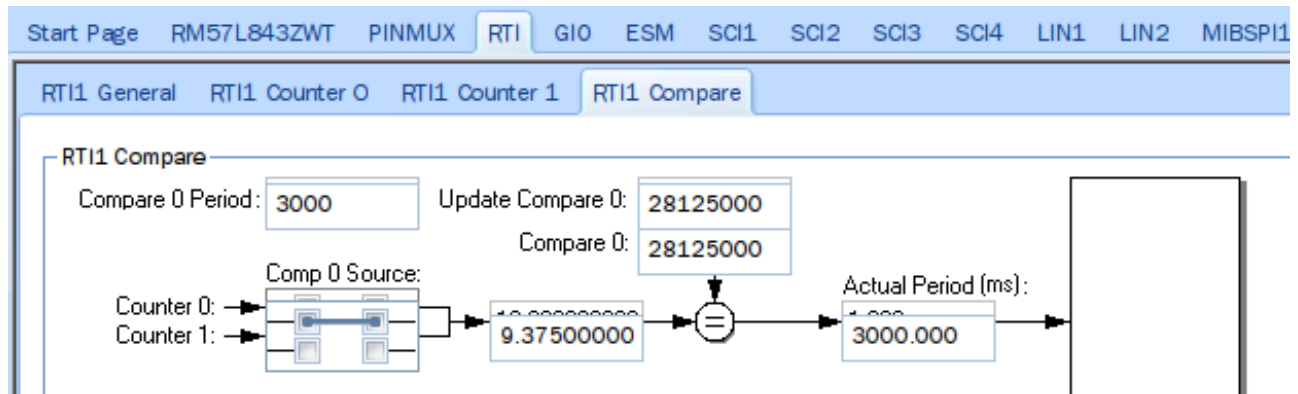 Start Page RM57L843ZWT PINMUX RTI GIO ESM SCI1 SCI2 SCI3 SCI4 LIN1 LIN2 MIBSPI1
RTI1 General RTI1 Counter 0 RTI1 Counter 1 RTI1 Compare
RTI1 Compare
Compare 0 Period: 3000 Update Compare 0: 28125000
Compare 0: 28125000
Comp 0 Source: Actual Period (ms):
Counter 0:
Counter 1: 9.37500000 3000.000